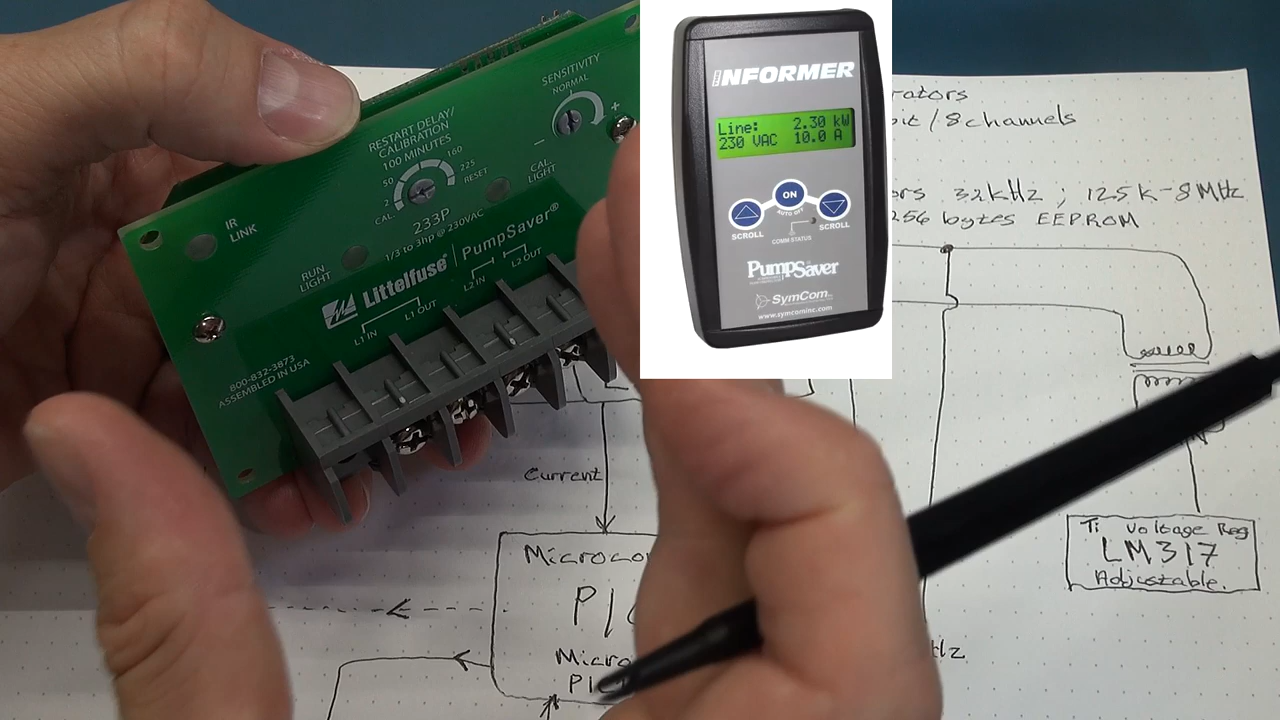 SENSITIVITY
NORMAL
- +
RESTART DELAY/
CALIBRATION
100 MINUTES
50 160
2 225
CAL. RESET
CAL.
LIGHT
IR
LINK
RUN
LIGHT
233P
1/3 to 3hp @ 230VAC
Littelfuse® PumpSaver®
L1 IN L1 OUT L2 IN L2 OUT
800-832-3873
ASSEMBLED IN USA
INFORMER
Line: 2.30 kW
230 VAC 10.0 A
ON
AUTO OFF
SCROLL SCROLL
COMM STATUS
PumpSaver
SymCom
www.symcominc.com
bit / 8 channels
32kHz ; 125k-8MHz
256 bytes EEPROM
Current
Ti Voltage Reg
LM317
Adjustable.
Micro
PIC
Hz